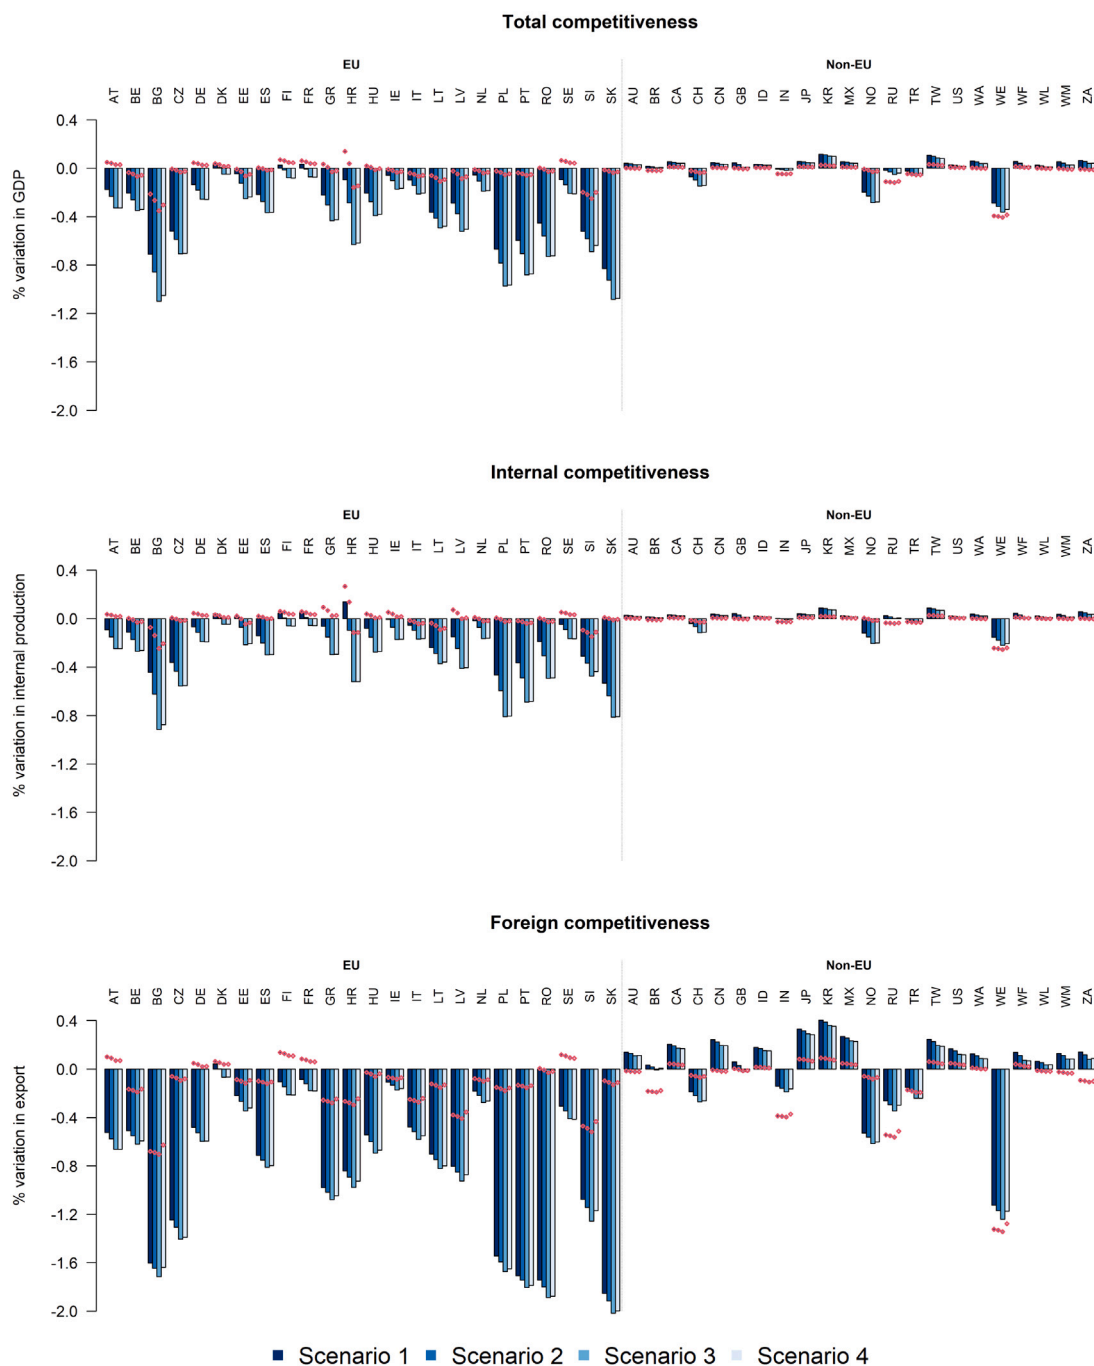 Total competitiveness
EU Non-EU
AT BE BG CZ DE DK EE ES FI FR GR HR HU IE IT LT LV NL PL PT RO SE SI SK AU BR CA CH CN GB ID IN JP KR MX NO RU TR TW US WA WE WF WL WM ZA
% variation in GDP
0.4
0.0
-0.4
-0.8
-1.2
-1.6
-2.0
Internal competitiveness
EU Non-EU
AT BE BG CZ DE DK EE ES FI FR GR HR HU IE IT LT LV NL PL PT RO SE SI SK AU BR CA CH CN GB ID IN JP KR MX NO RU TR TW US WA WE WF WL WM ZA
% variation in internal production
0.4
0.0
-0.4
-0.8
-1.2
-1.6
-2.0
Foreign competitiveness
EU Non-EU
AT BE BG CZ DE DK EE ES FI FR GR HR HU IE IT LT LV NL PL PT RO SE SI SK AU BR CA CH CN GB ID IN JP KR MX NO RU TR TW US WA WE WF WL WM ZA
% variation in export
0.4
0.0
-0.4
-0.8
-1.2
-1.6
-2.0
Scenario 1 Scenario 2 Scenario 3 Scenario 4